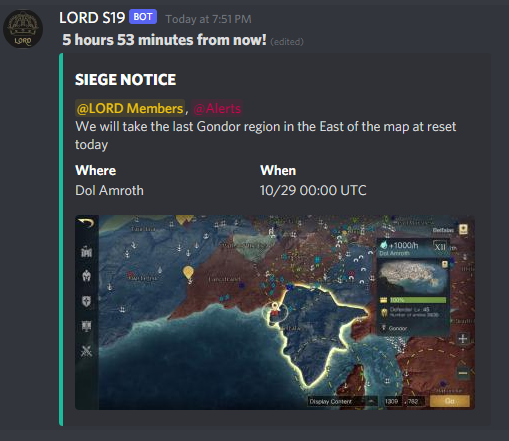 LORD S19 BOT Today at 7:51 PM
5 hours 53 minutes from now! (edited)
LORD
SIEGE NOTICE
@LORD Members, @Alerts
We will take the last Gondor region in the East of the map at reset
today
Where When
Dol Amroth 10/29 00:00 UTC
Belfalas
+1000/h XII
Dol Amroth
100%
Defender Lv. 45
Gondor
Display Content 1309 , 762 Go